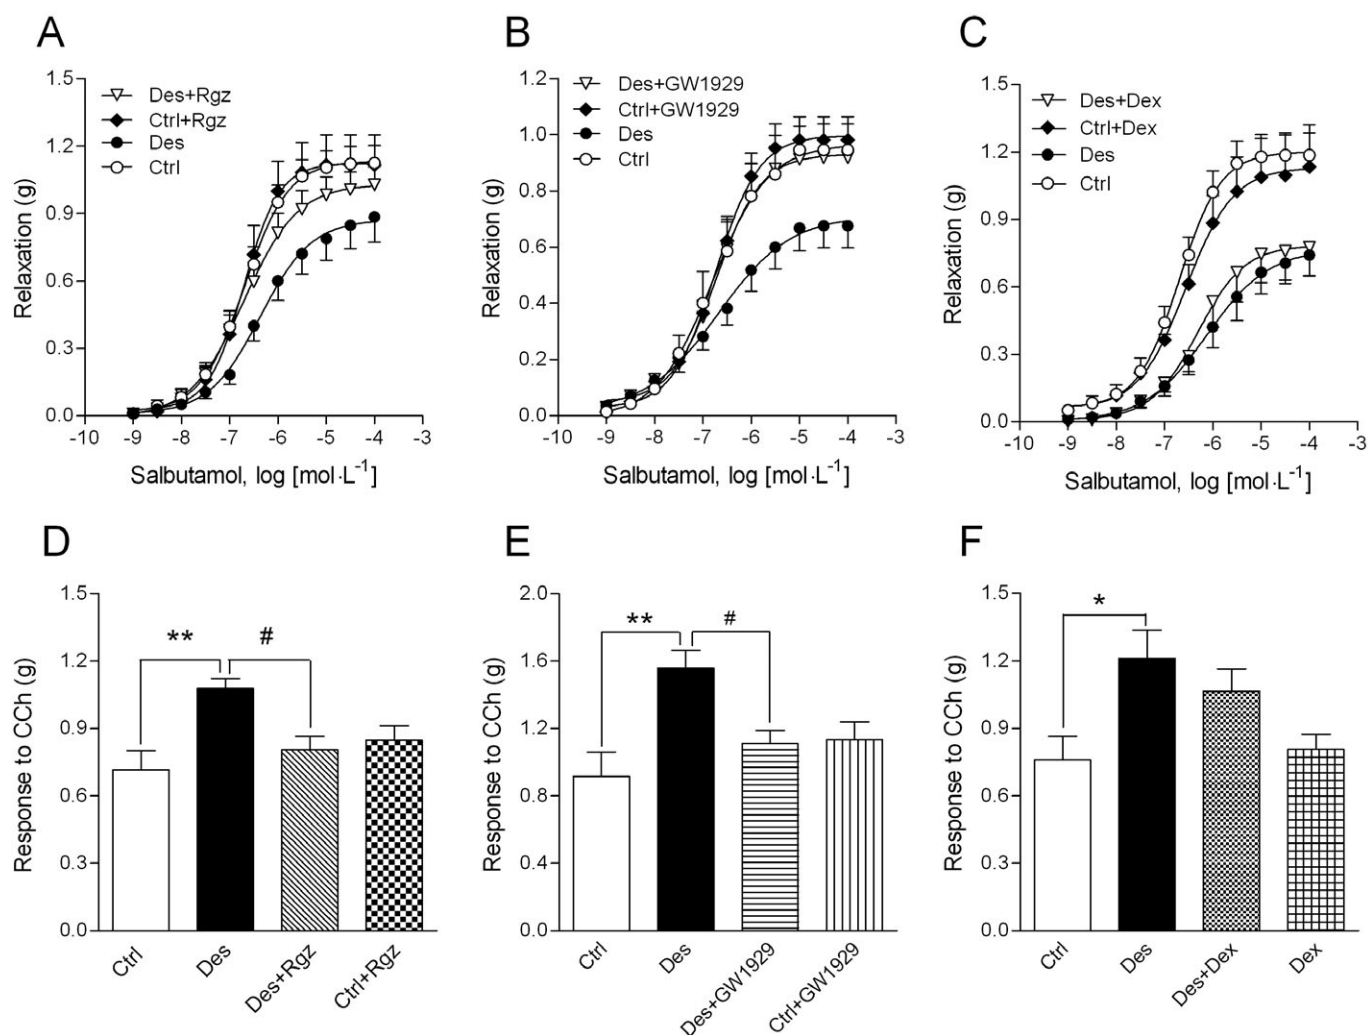 A
1.5
1.2
0.9
0.6
0.3
0.0
Relaxation (g)
Des+Rgz
Ctrl+Rgz
Des
Ctrl
-10 -9 -8 -7 -6 -5 -4 -3
Salbutamol, log [mol·L⁻¹]
B
1.2
1.0
0.8
0.6
0.4
0.2
0.0
Relaxation (g)
Des+GW1929
Ctrl+GW1929
Des
Ctrl
-10 -9 -8 -7 -6 -5 -4 -3
Salbutamol, log [mol·L⁻¹]
C
1.5
1.2
0.9
0.6
0.3
0.0
Relaxation (g)
Des+Dex
Ctrl+Dex
Des
Ctrl
-10 -9 -8 -7 -6 -5 -4 -3
Salbutamol, log [mol·L⁻¹]
D
1.5
1.2
0.9
0.6
0.3
0.0
Response to CCh (g)
** #
Ctrl
Des
Des+Rgz
Ctrl+Rgz
E
2.0
1.6
1.2
0.8
0.4
0.0
Response to CCh (g)
** #
Ctrl
Des
Des+GW1929
Ctrl+GW1929
F
1.5
1.2
0.9
0.6
0.3
0.0
Response to CCh (g)
*
Ctrl
Des
Des+Dex
Dex